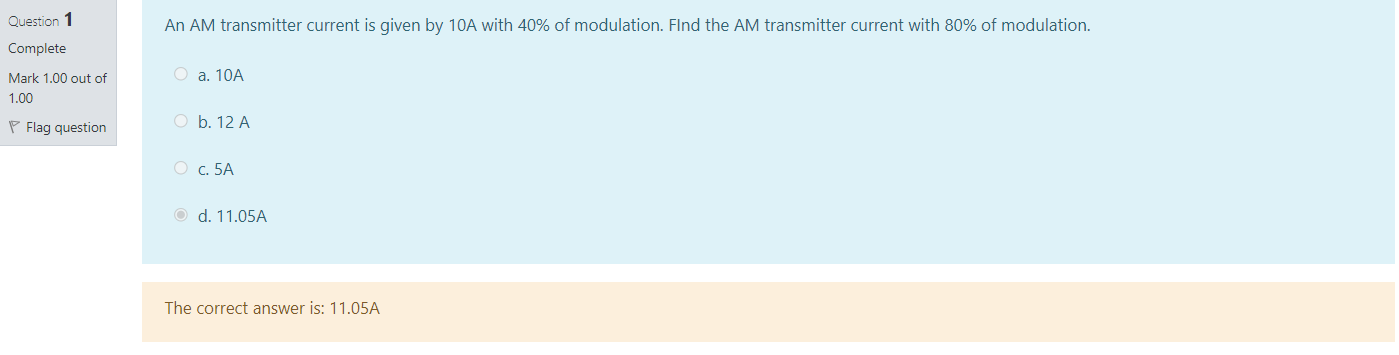 Question 1
Complete
Mark 1.00 out of
1.00
Flag question
An AM transmitter current is given by 10A with 40% of modulation. FInd the AM transmitter current with 80% of modulation.
a. 10A
b. 12 A
c. 5A
d. 11.05A
The correct answer is: 11.05A